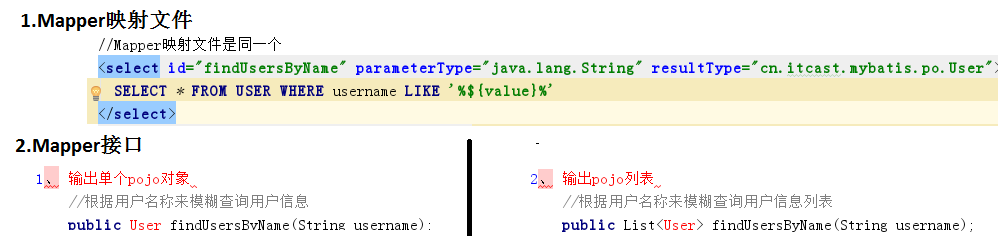 1.Mapper映射文件
//Mapper映射文件是同一个
<select id="findUsersByName" parameterType="java.lang.String" resultType="cn.itcast.mybatis.po.User">
SELECT * FROM USER WHERE username LIKE '%${value}%'
</select>
2.Mapper接口
1、 输出单个pojo对象
//根据用户名称来模糊查询用户信息
public User findUsersByName(String username);
2、 输出pojo列表
//根据用户名称来模糊查询用户信息列表
public List<User> findUsersByName(String username);